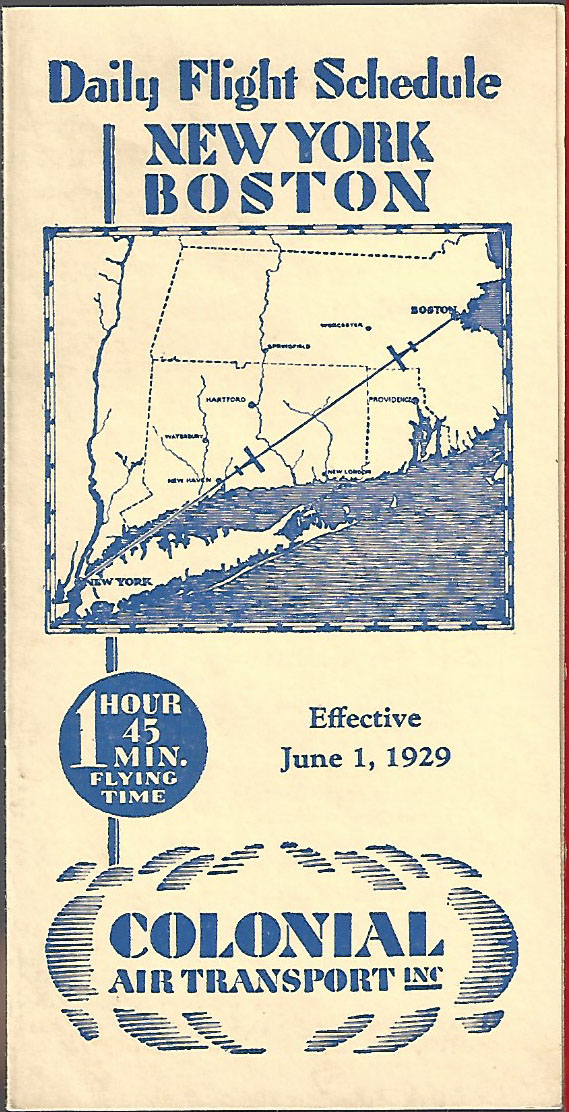 Daily Flight Schedule
NEW YORK
BOSTON
BOSTON
WORCESTER
SPRINGFIELD
HARTFORD
PROVIDENCE
WATERBURY
NEW HAVEN
NEW LONDON
NEW YORK
1 HOUR
45
MIN.
FLYING
TIME
Effective
June 1, 1929
COLONIAL
AIR TRANSPORT INC